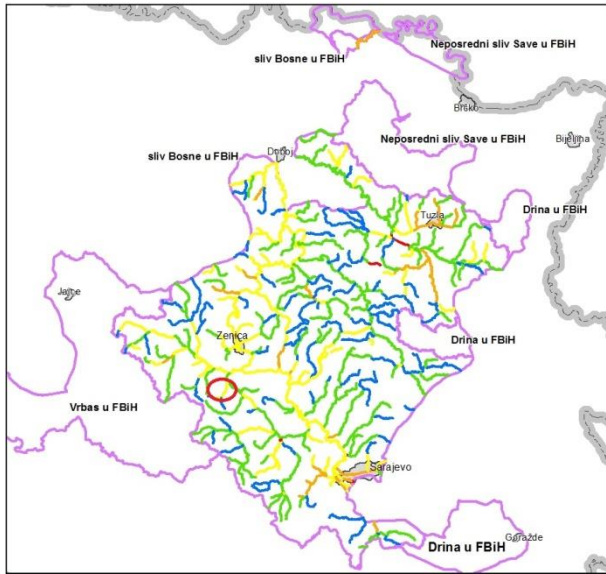 Neposredni sliv Save u FBiH
sliv Bosne u FBiH
Brčko
Bijeljina
Neposredni sliv Save u FBiH
Doboj
sliv Bosne u FBiH
Drina u FBiH
Tuzla
Jajce
Zenica
Drina u FBiH
Vrbas u FBiH
Sarajevo
Goražde
Drina u FBiH